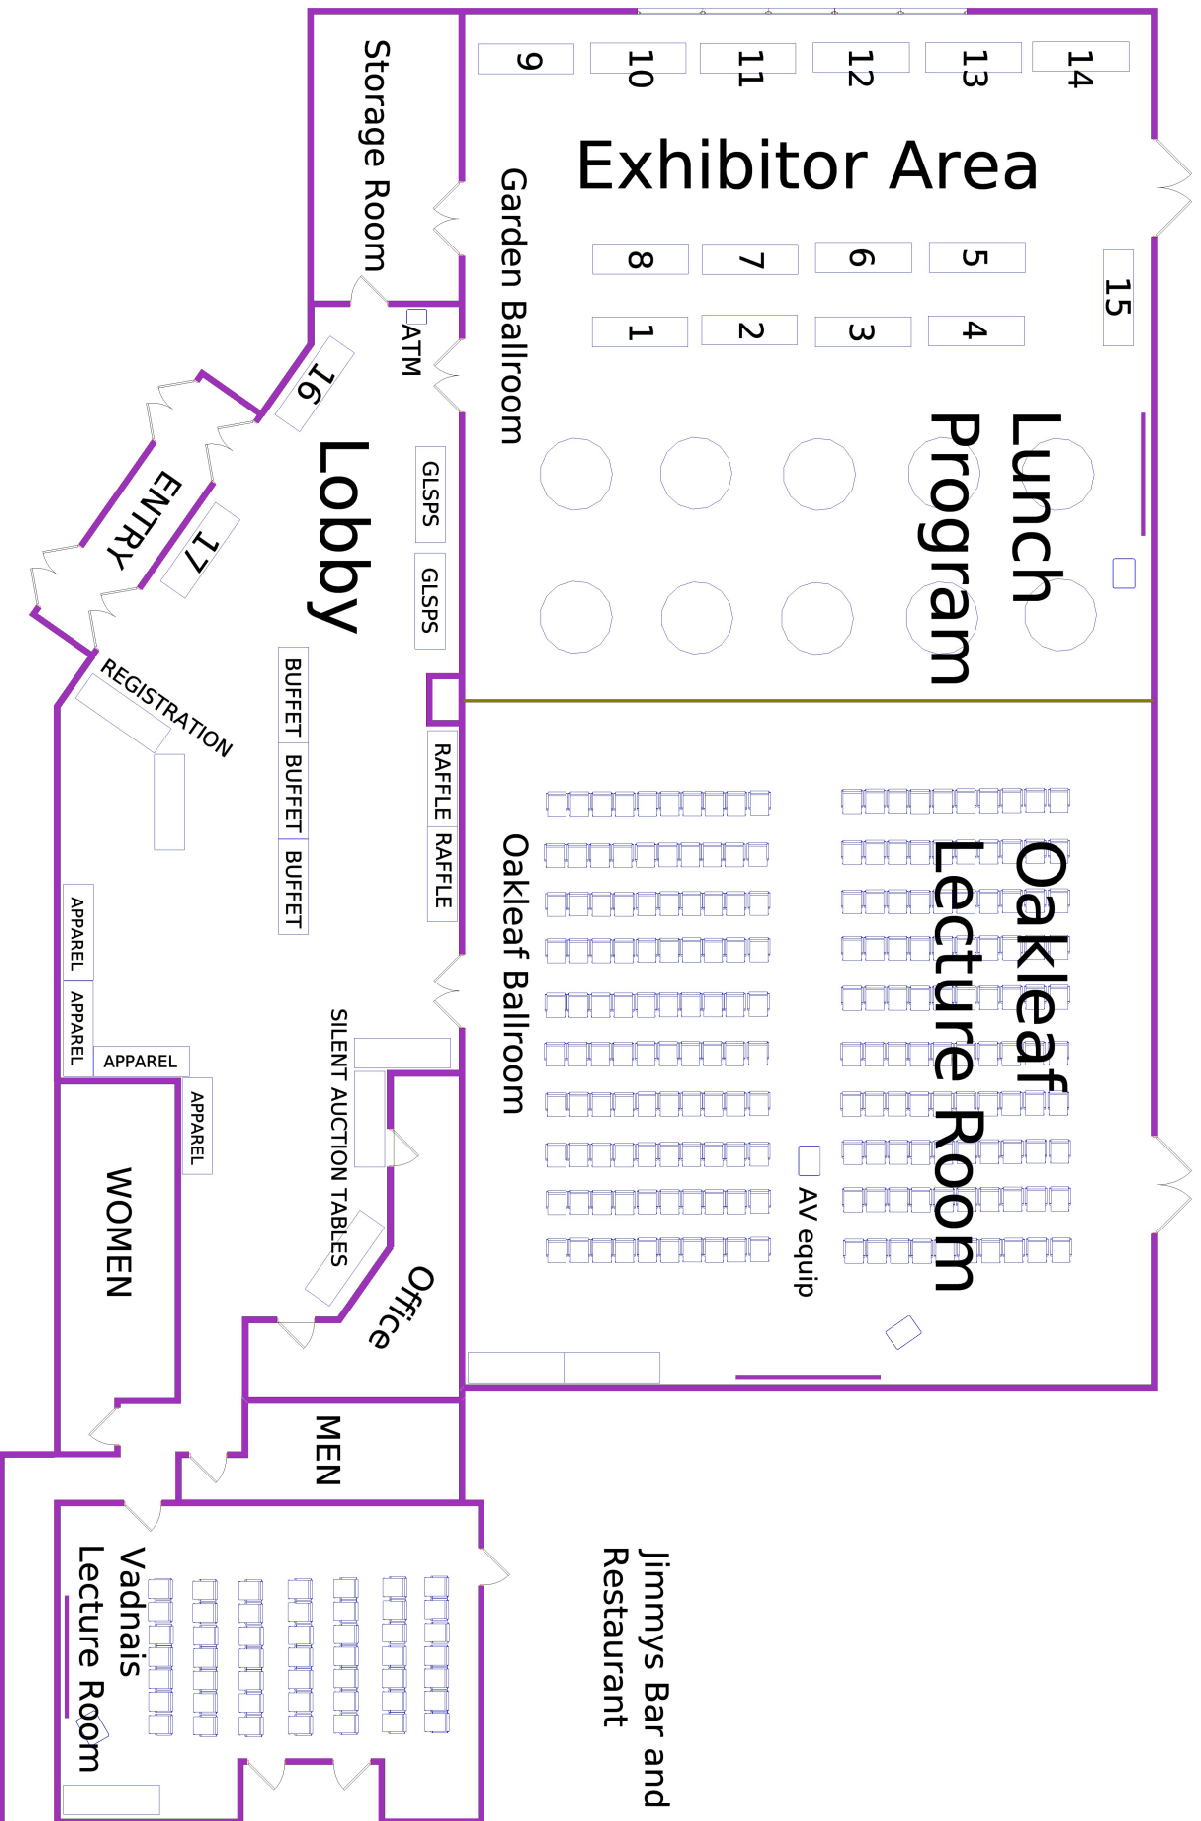 Storage Room
9
10
11
12
13
14
Exhibitor Area
Garden Ballroom
8
7
6
5
15
1
2
3
4
ATM
16
Lobby
GLSPS
GLSPS
ENTRY
17
Lunch
Program
REGISTRATION
BUFFET
BUFFET
BUFFET
RAFFLE
RAFFLE
Oakleaf Ballroom
Oakleaf
Lecture Room
APPAREL
APPAREL
APPAREL
APPAREL
SILENT AUCTION TABLES
AV equip
WOMEN
Office
MEN
Vadnais
Lecture Room
Jimmys Bar and
Restaurant